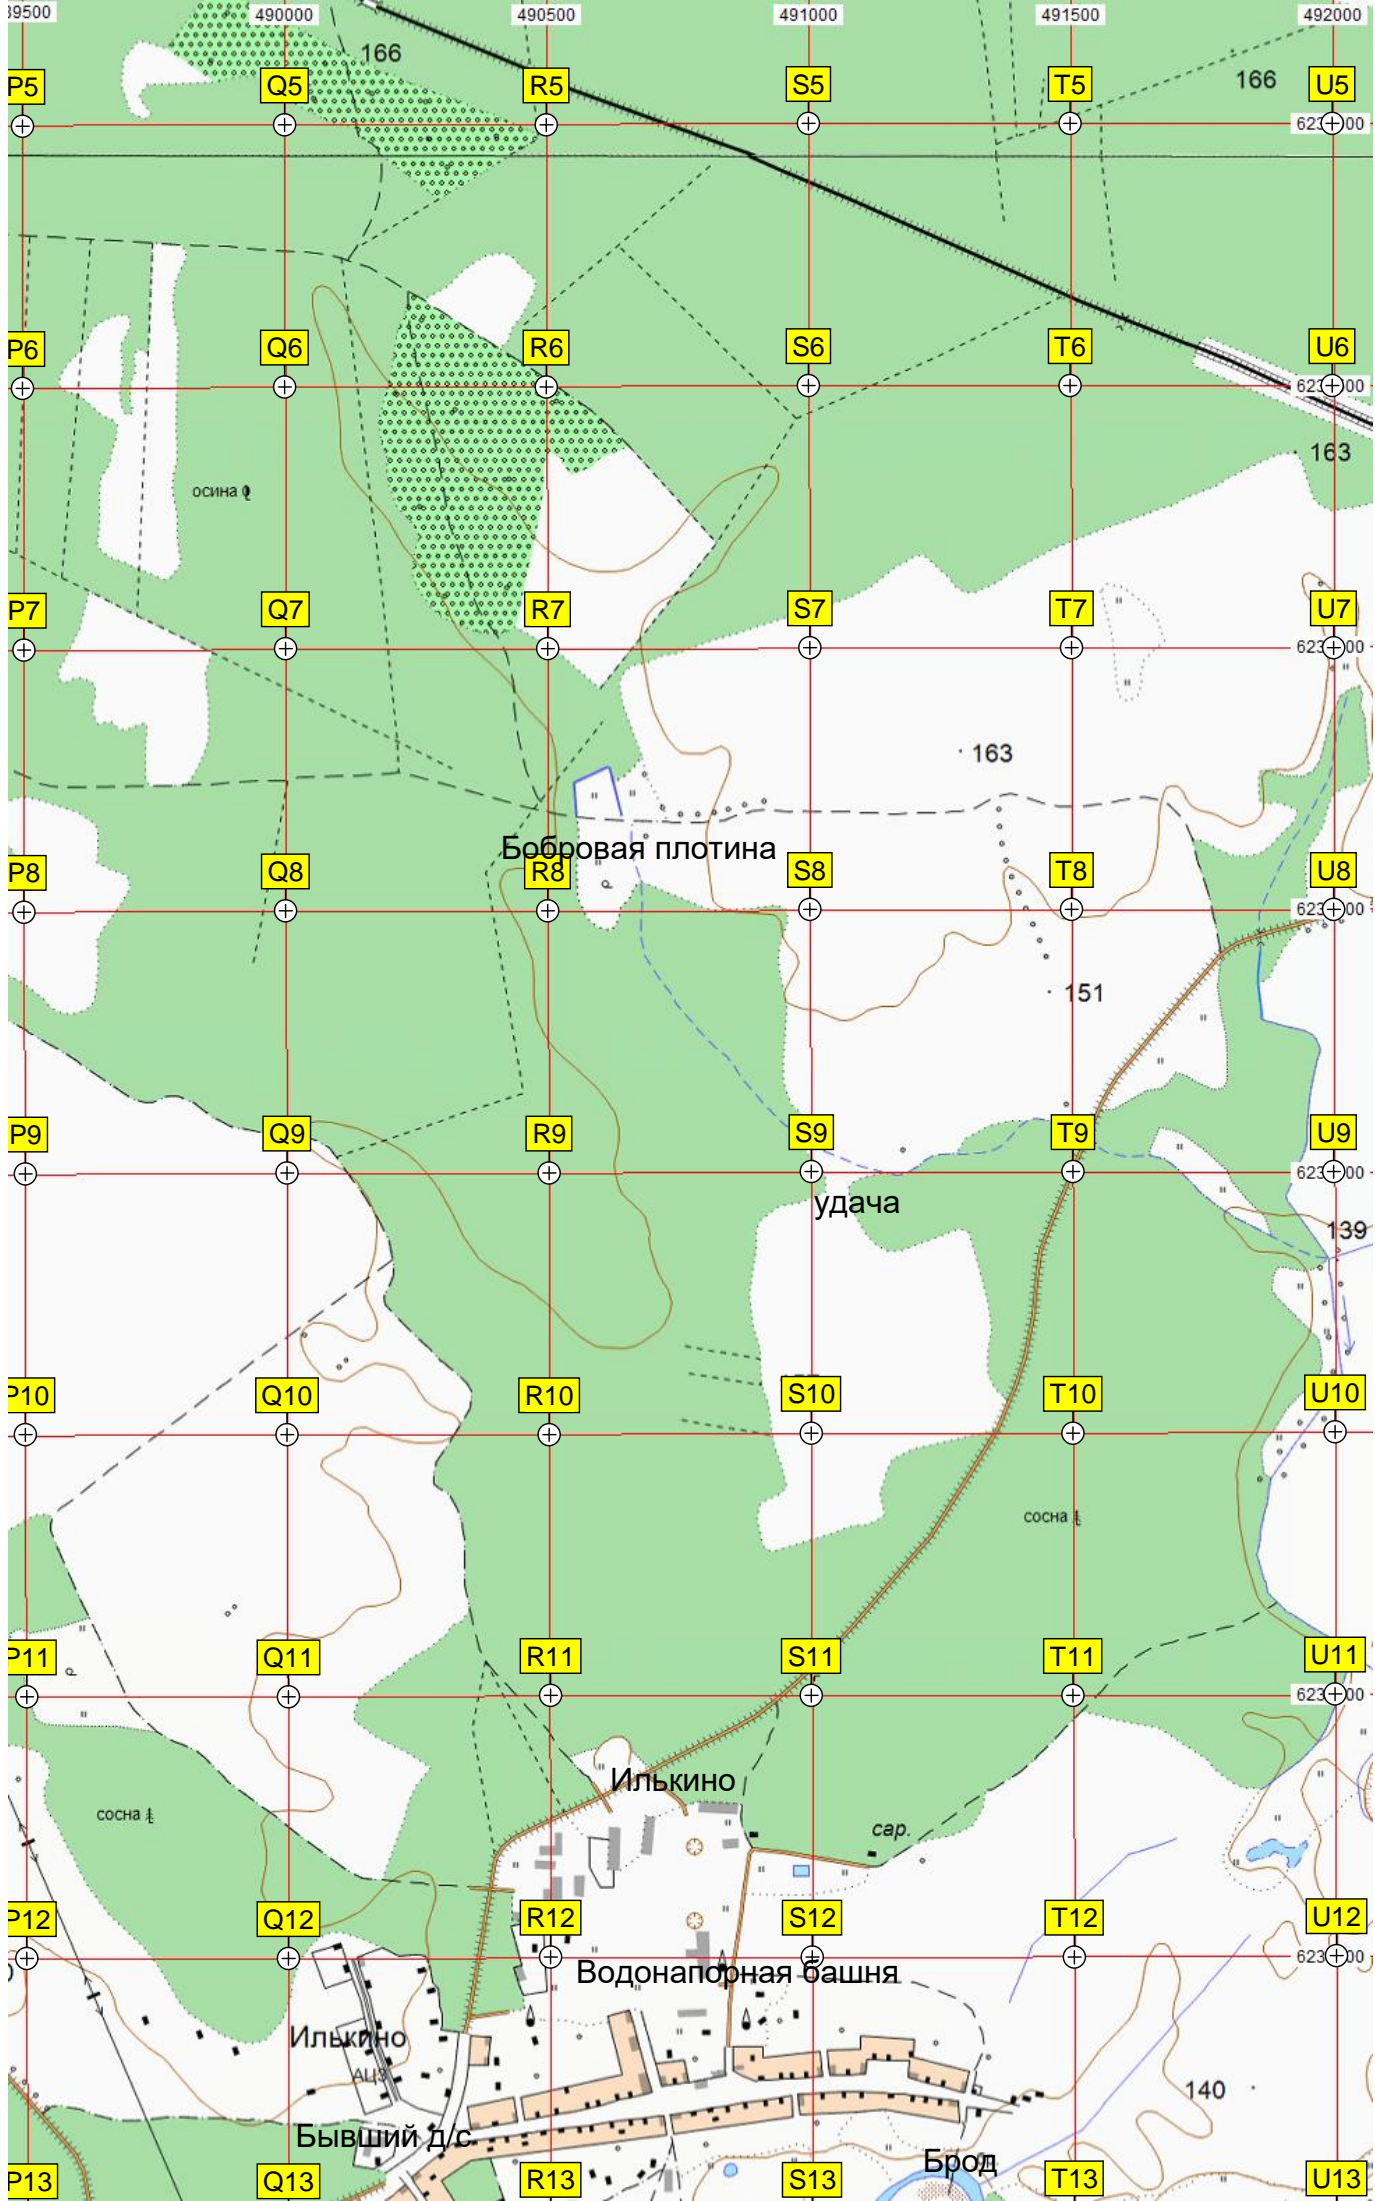 490000 490500 491000 491500 492000
166
166
P5 Q5 R5 S5 T5 U5
P6 Q6 R6 S6 T6 U6
163
осина
P7 Q7 R7 S7 T7 U7
163
Бобровая плотина
P8 Q8 R8 S8 T8 U8
151
P9 Q9 R9 S9 T9 U9
удача
139
P10 Q10 R10 S10 T10 U10
сосна
P11 Q11 R11 S11 T11 U11
Илькино
сосна
сар.
P12 Q12 R12 S12 T12 U12
Водонапорная башня
Илькино
140
Бывший д/с
Брод
P13 Q13 R13 S13 T13 U13